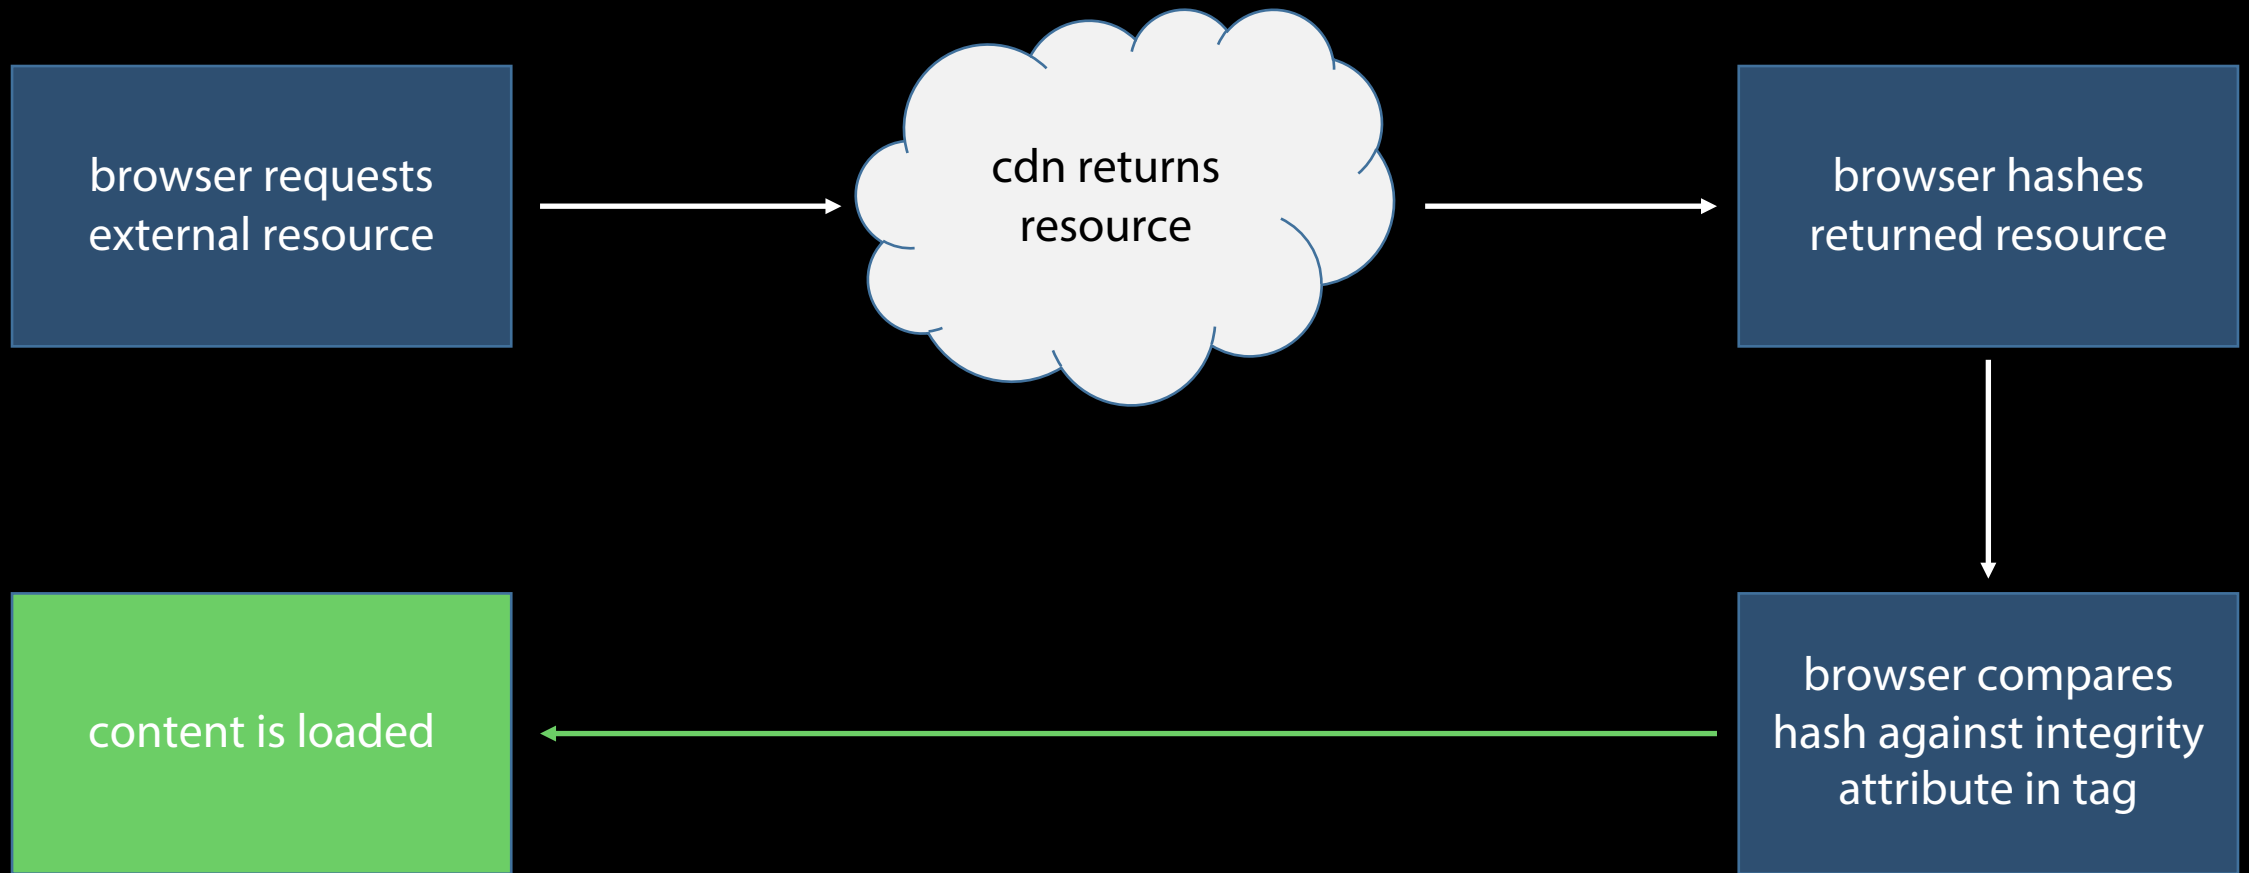 browser requests
external resource
cdn returns
resource
browser hashes
returned resource
content is loaded
browser compares
hash against integrity
attribute in tag